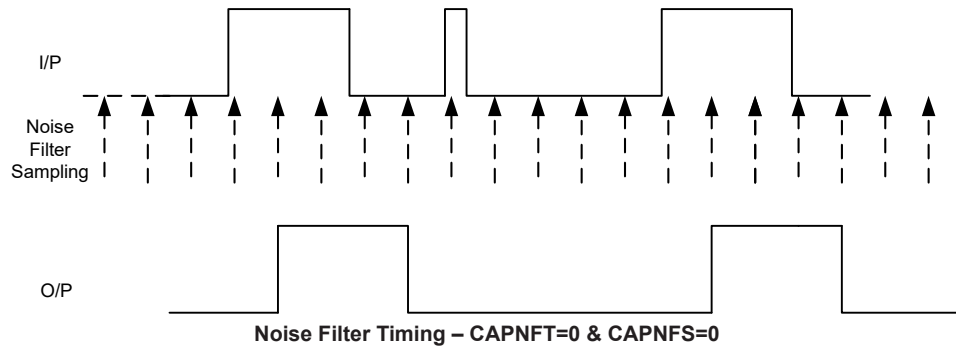 I/P
Noise
Filter
Sampling
O/P
Noise Filter Timing – CAPNFT=0 & CAPNFS=0